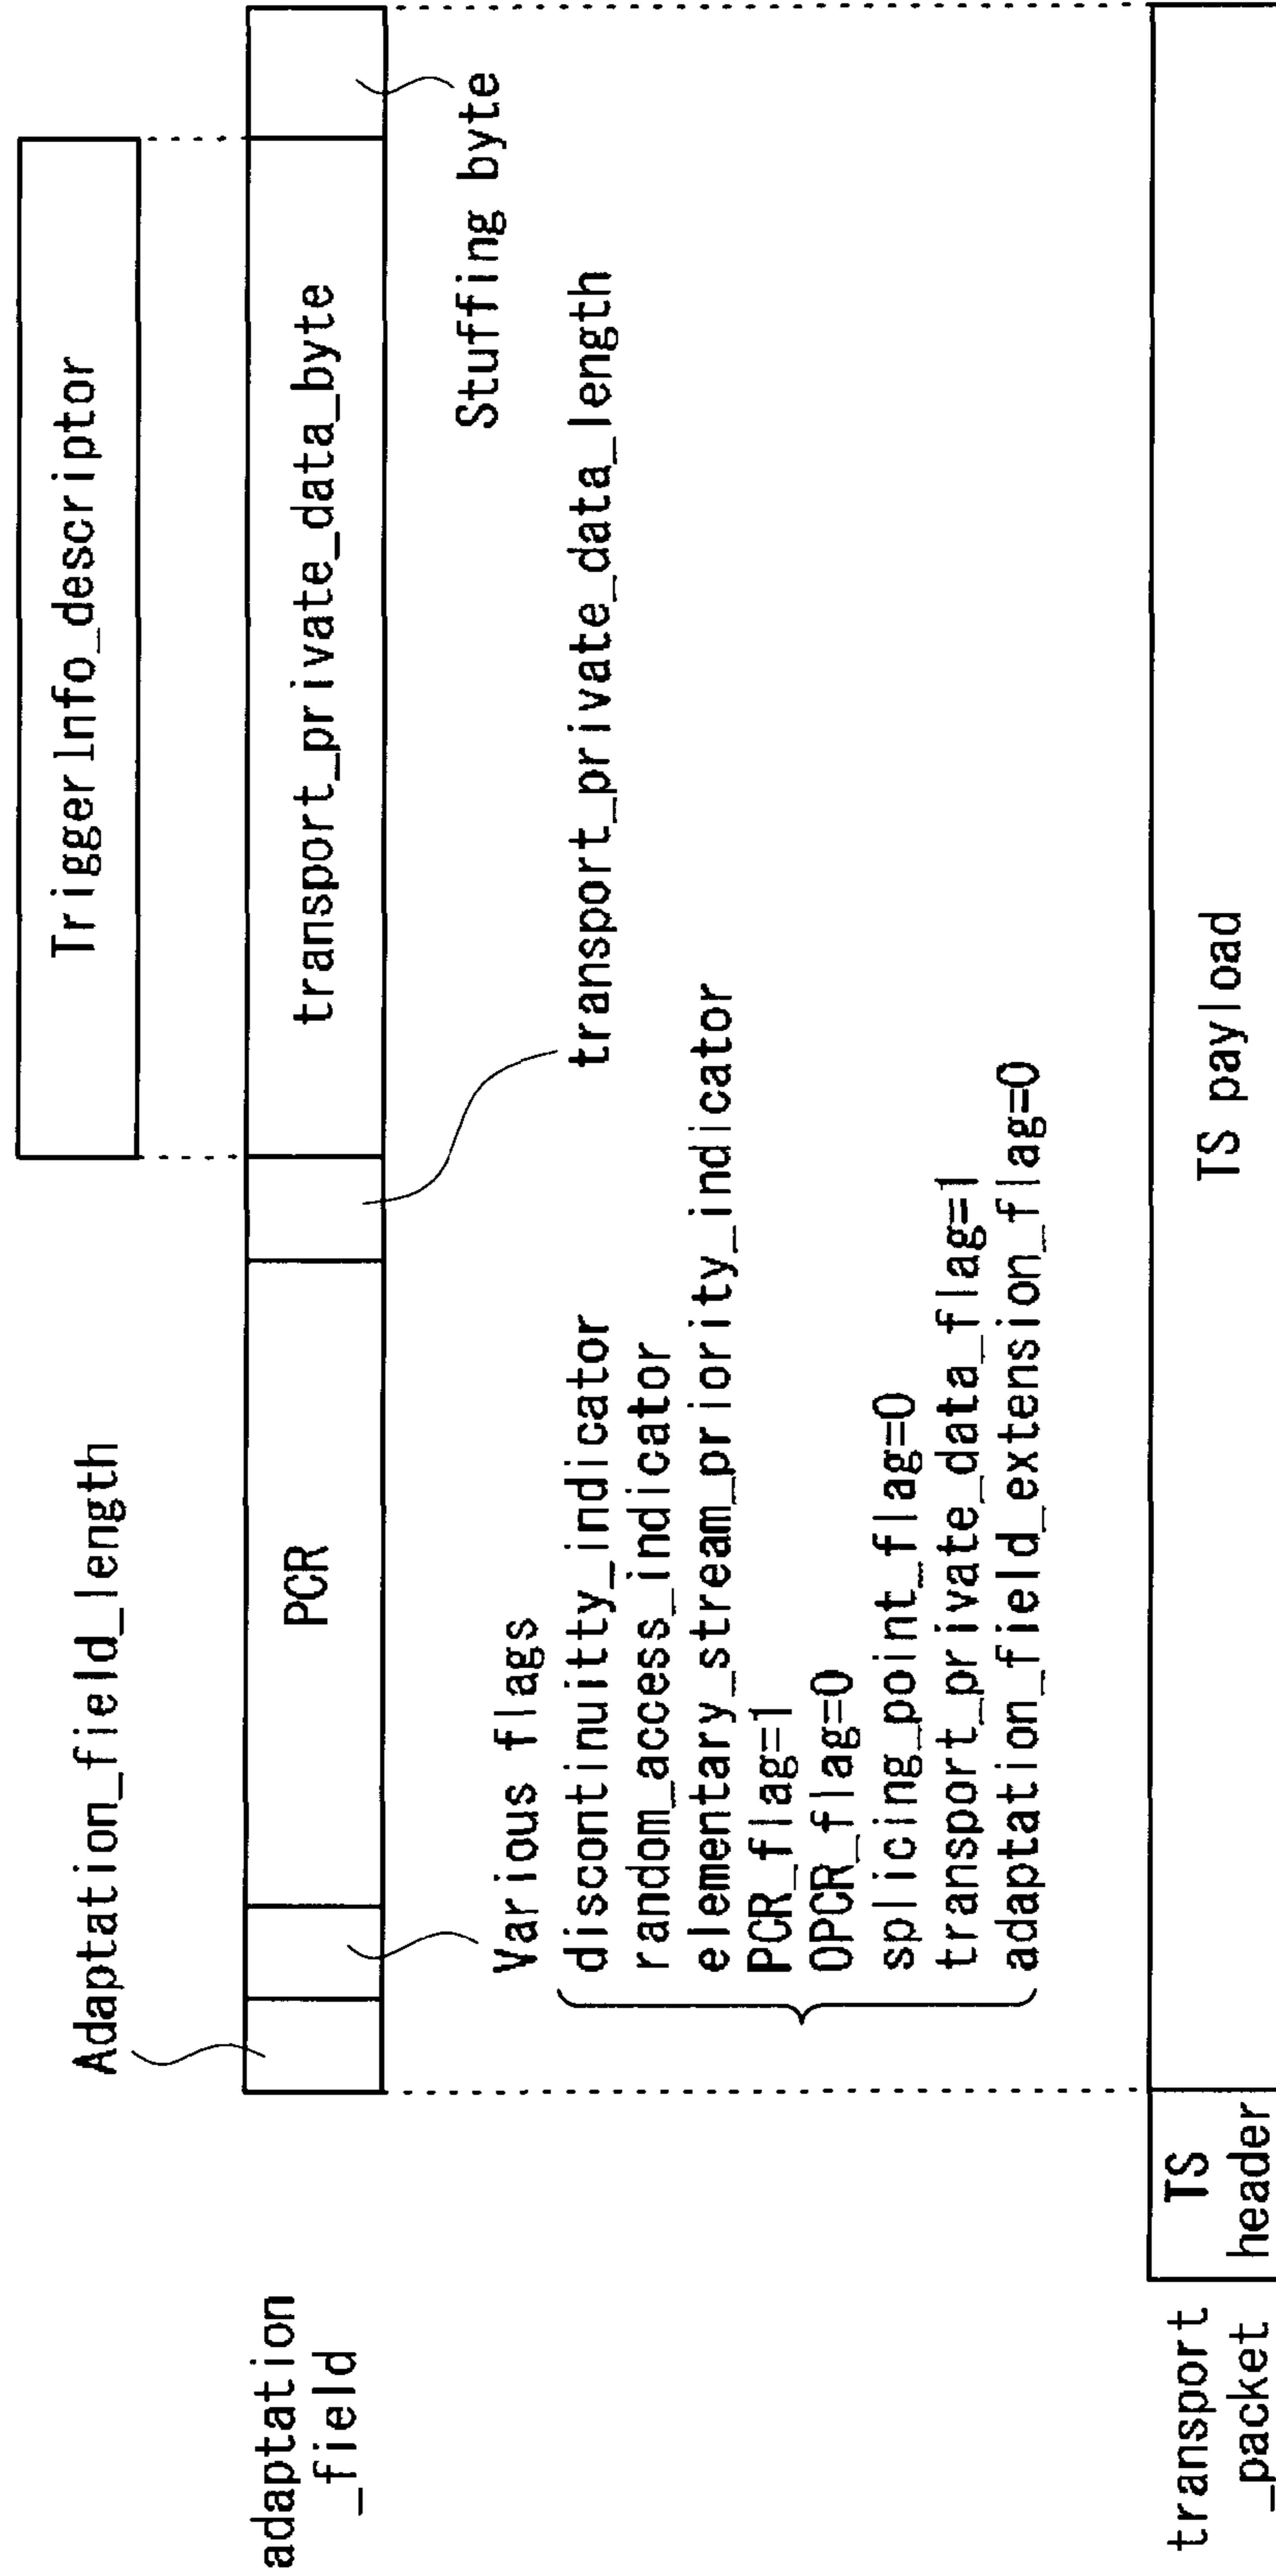 TriggerInfo_descriptor
Adaptation_field_length
adaptation
_field
PCR
transport_private_data_byte
Stuffing byte
Various flags
transport_private_data_length
discontinuitty_indicator
random_access_indicator
elementary_stream_priority_indicator
PCR_flag=1
OPCR_flag=0
splicing_point_flag=0
transport_private_data_flag=1
adaptation_field_extension_flag=0
transport
_packet
TS
header
TS payload